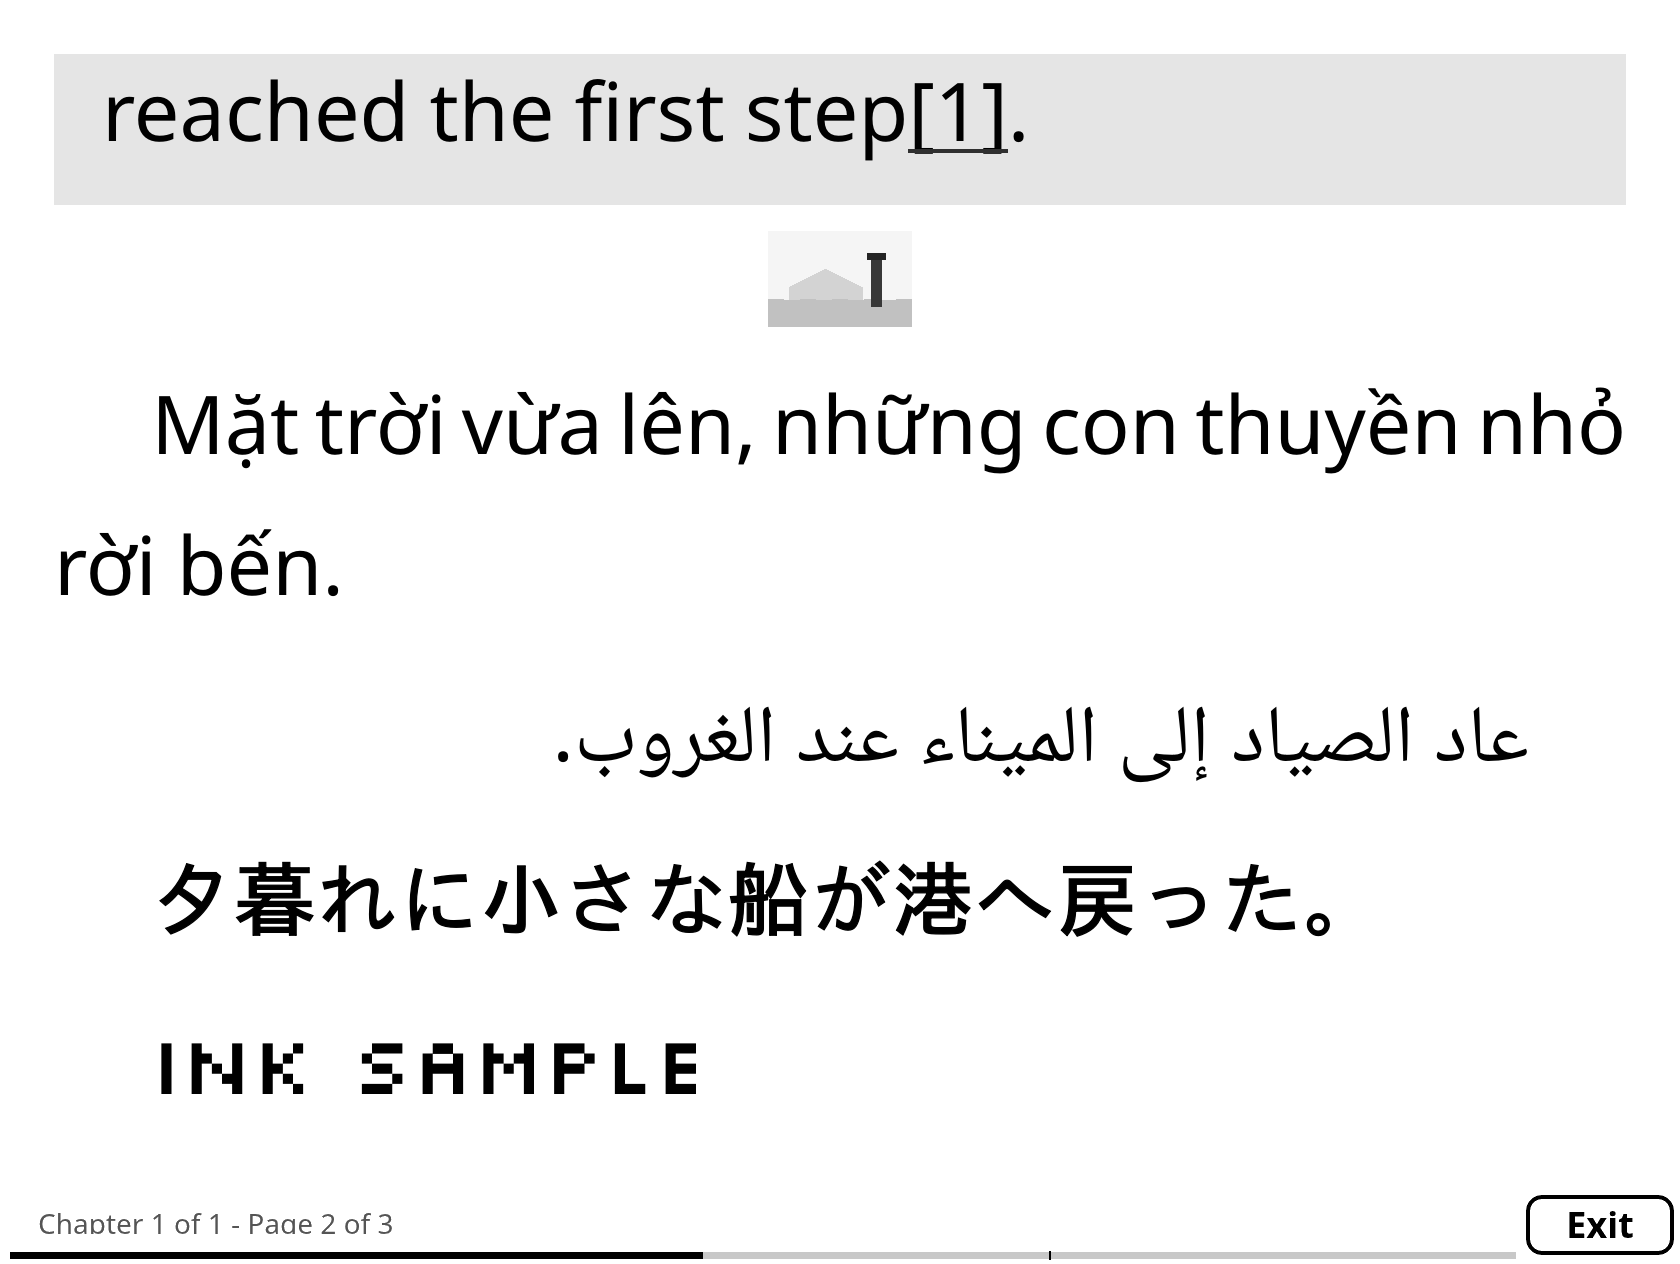 reached the first step[1].
Mặt trời vừa lên, những con thuyền nhỏ
rời bến.
عاد الصياد إلى الميناء عند الغروب.
夕暮れに小さな船が港へ戻った。
INK SAMPLE
Chapter 1 of 1 - Page 2 of 3
Exit